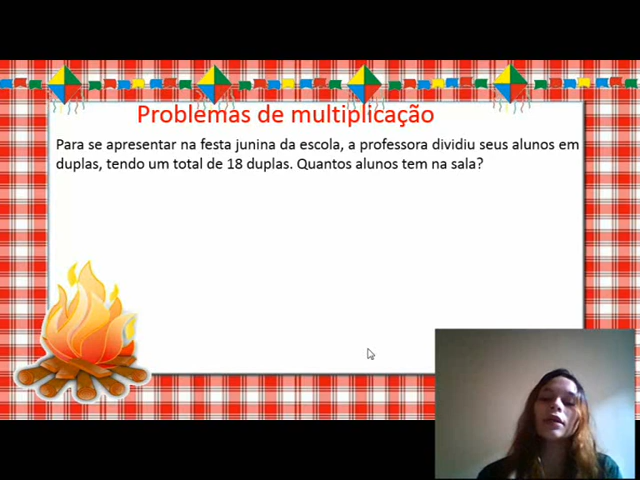 Problemas de multiplicação
Para se apresentar na festa junina da escola, a professora dividiu seus alunos em
duplas, tendo um total de 18 duplas. Quantos alunos tem na sala?